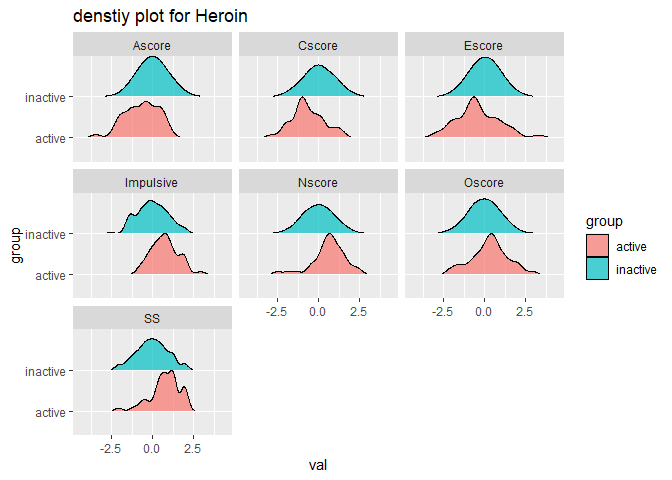 denstiy plot for Heroin
Ascore
Cscore
Escore
inactive
active
Impulsive
Nscore
Oscore
inactive
active
SS
-2.5 0.0 2.5
-2.5 0.0 2.5
inactive
active
-2.5 0.0 2.5
val
group
group
active
inactive